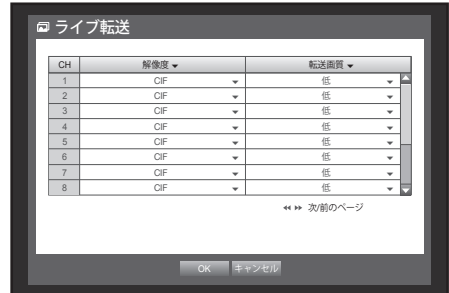 ライブ転送
CH 解像度 転送画質
1 CIF 低
2 CIF 低
3 CIF 低
4 CIF 低
5 CIF 低
6 CIF 低
7 CIF 低
8 CIF 低
次/前のページ
OK キャンセル